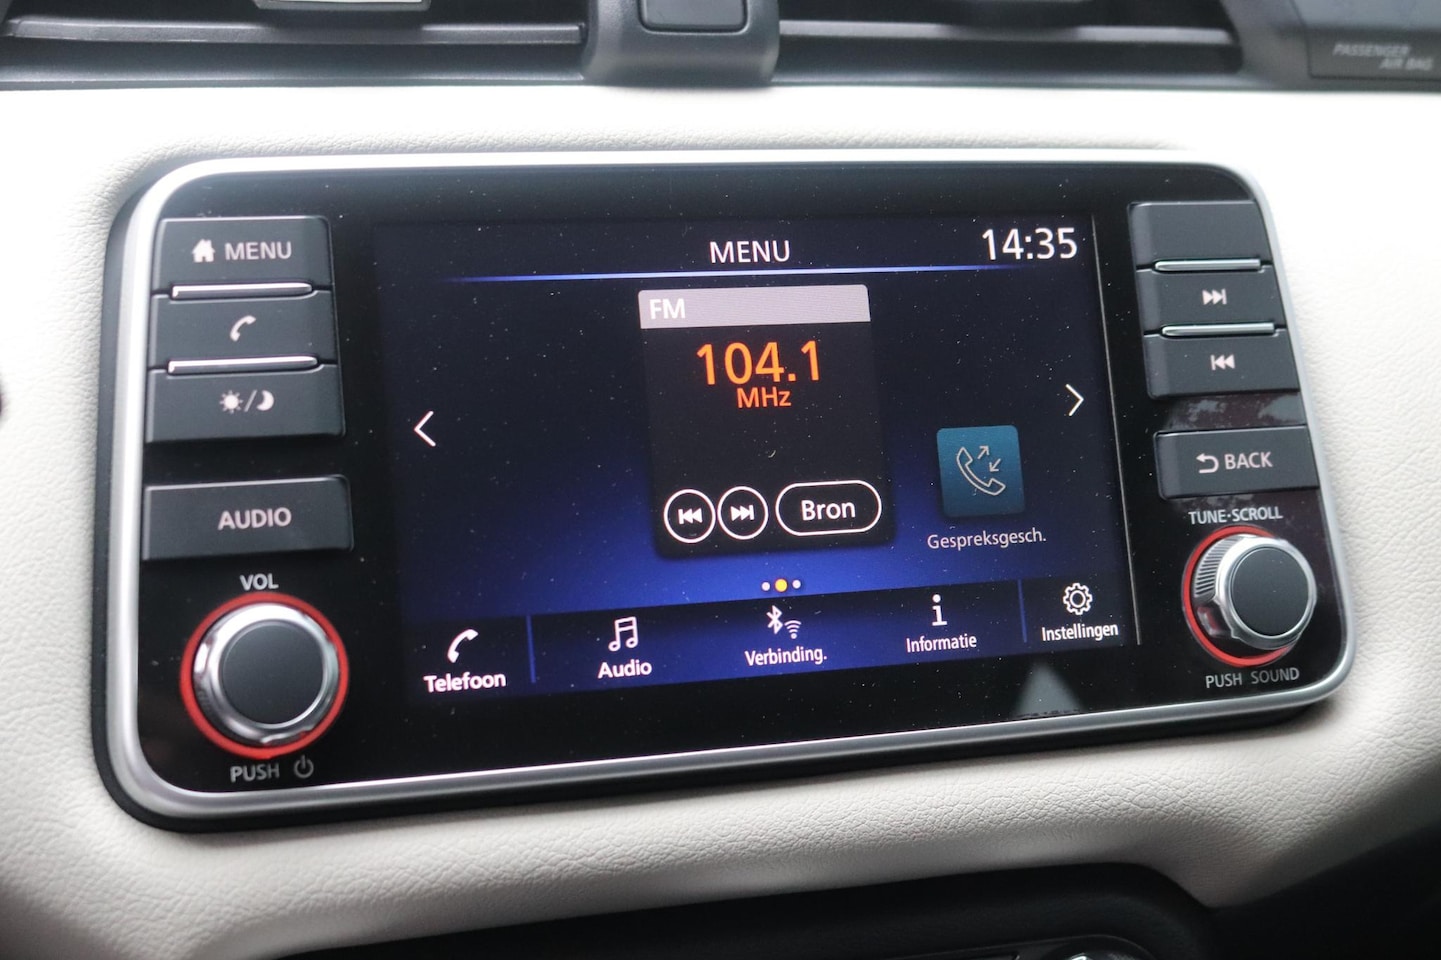 PASSENGER
AIR BAG
MENU
MENU
14:35
FM
104.1
MHz
Bron
BACK
AUDIO
TUNE·SCROLL
Gespreksgesch.
VOL
Telefoon
Audio
Verbinding.
Informatie
Instellingen
PUSH SOUND
PUSH